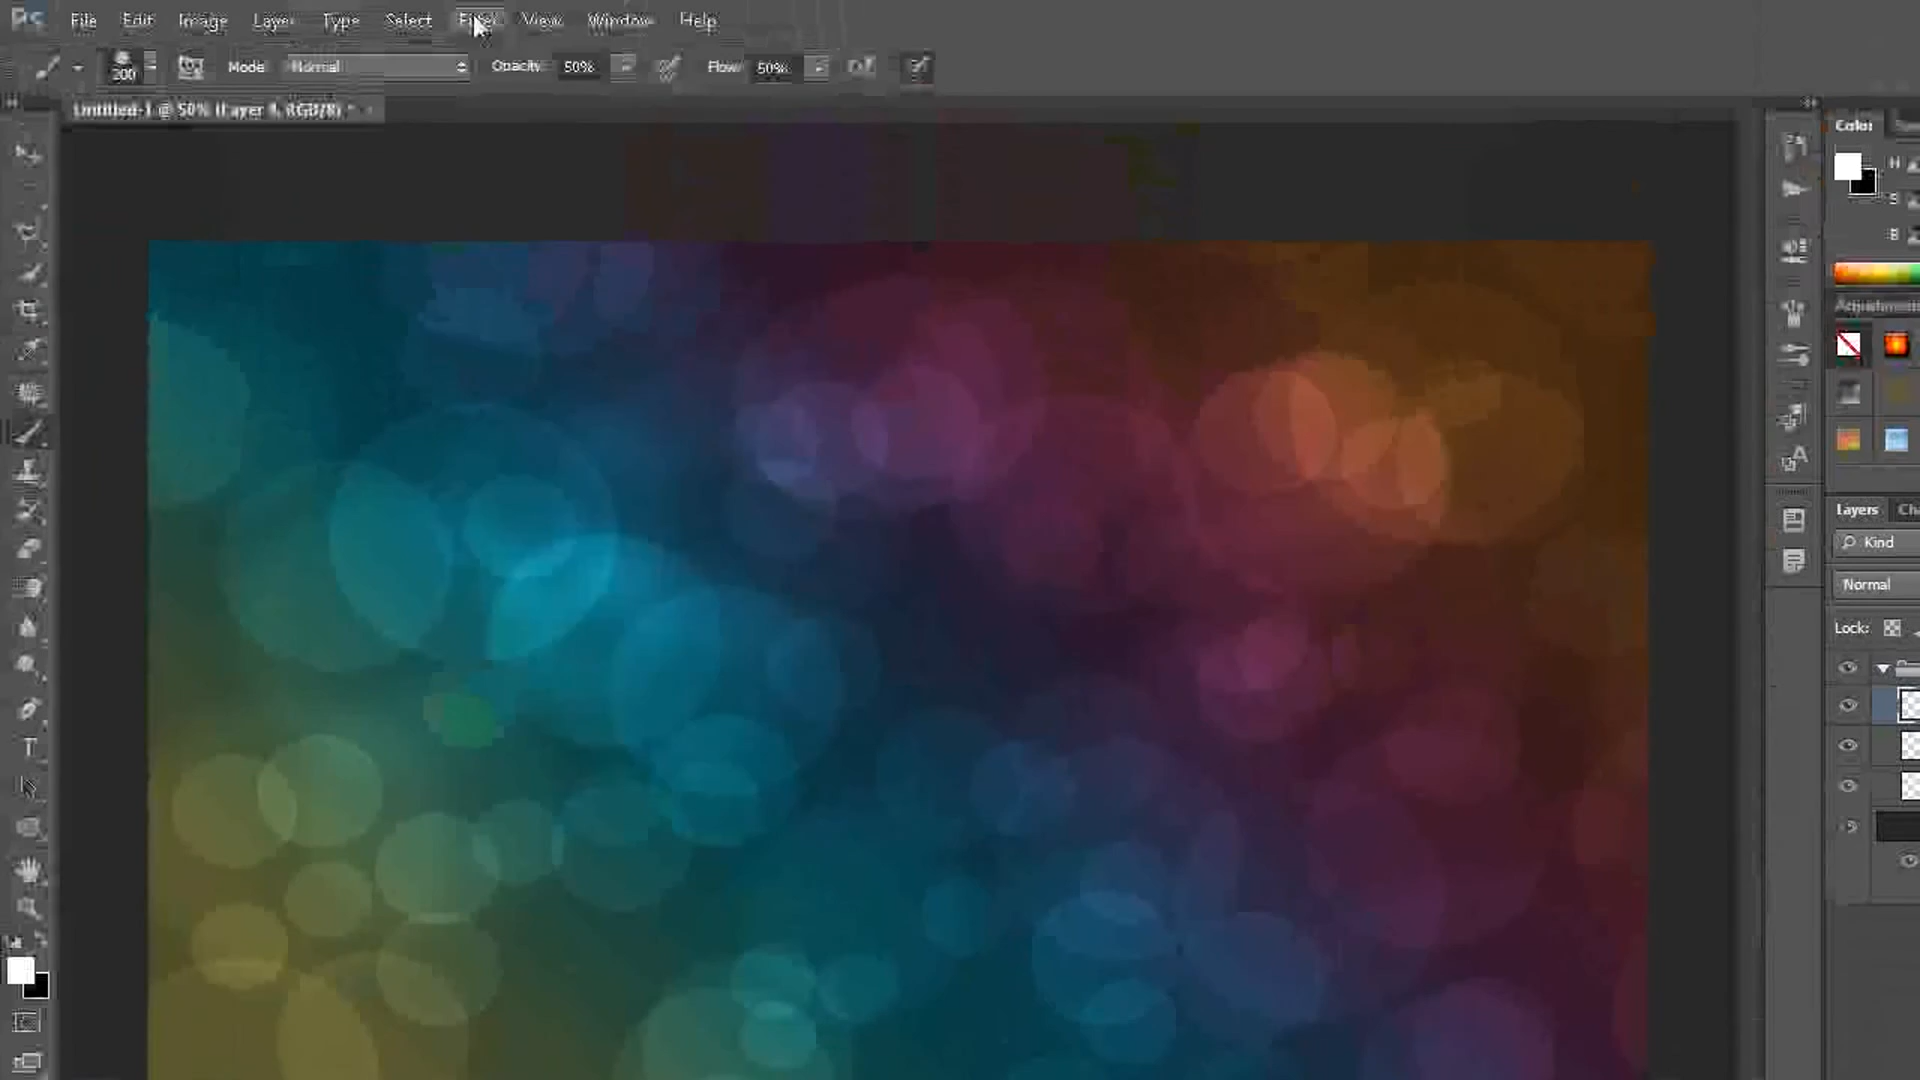 Ps File Edit Image Layer Type Select Filter View Window Help
200 Mode: Normal Opacity: 50% Flow: 50%
Untitled-1 @ 50% (Layer 4, RGB/8) *
Color
H
S
B
Adjustments
Layers
Kind
Normal
Lock: